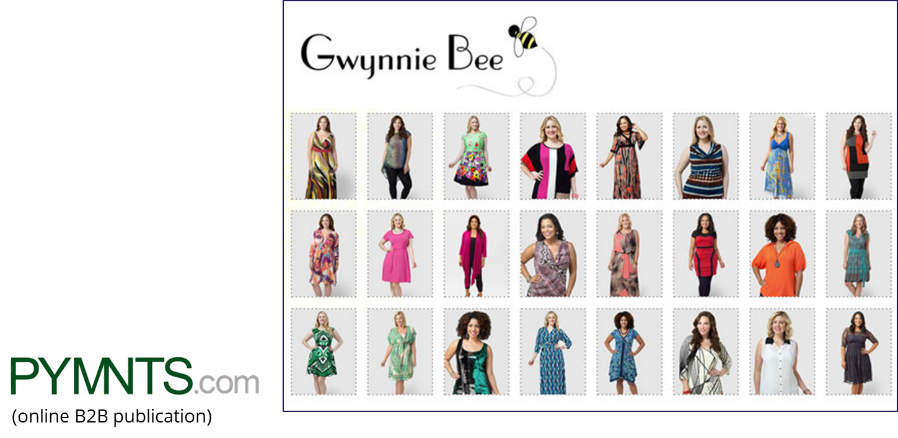 Gwynnie Bee
PYMNTS.com
(online B2B publication)